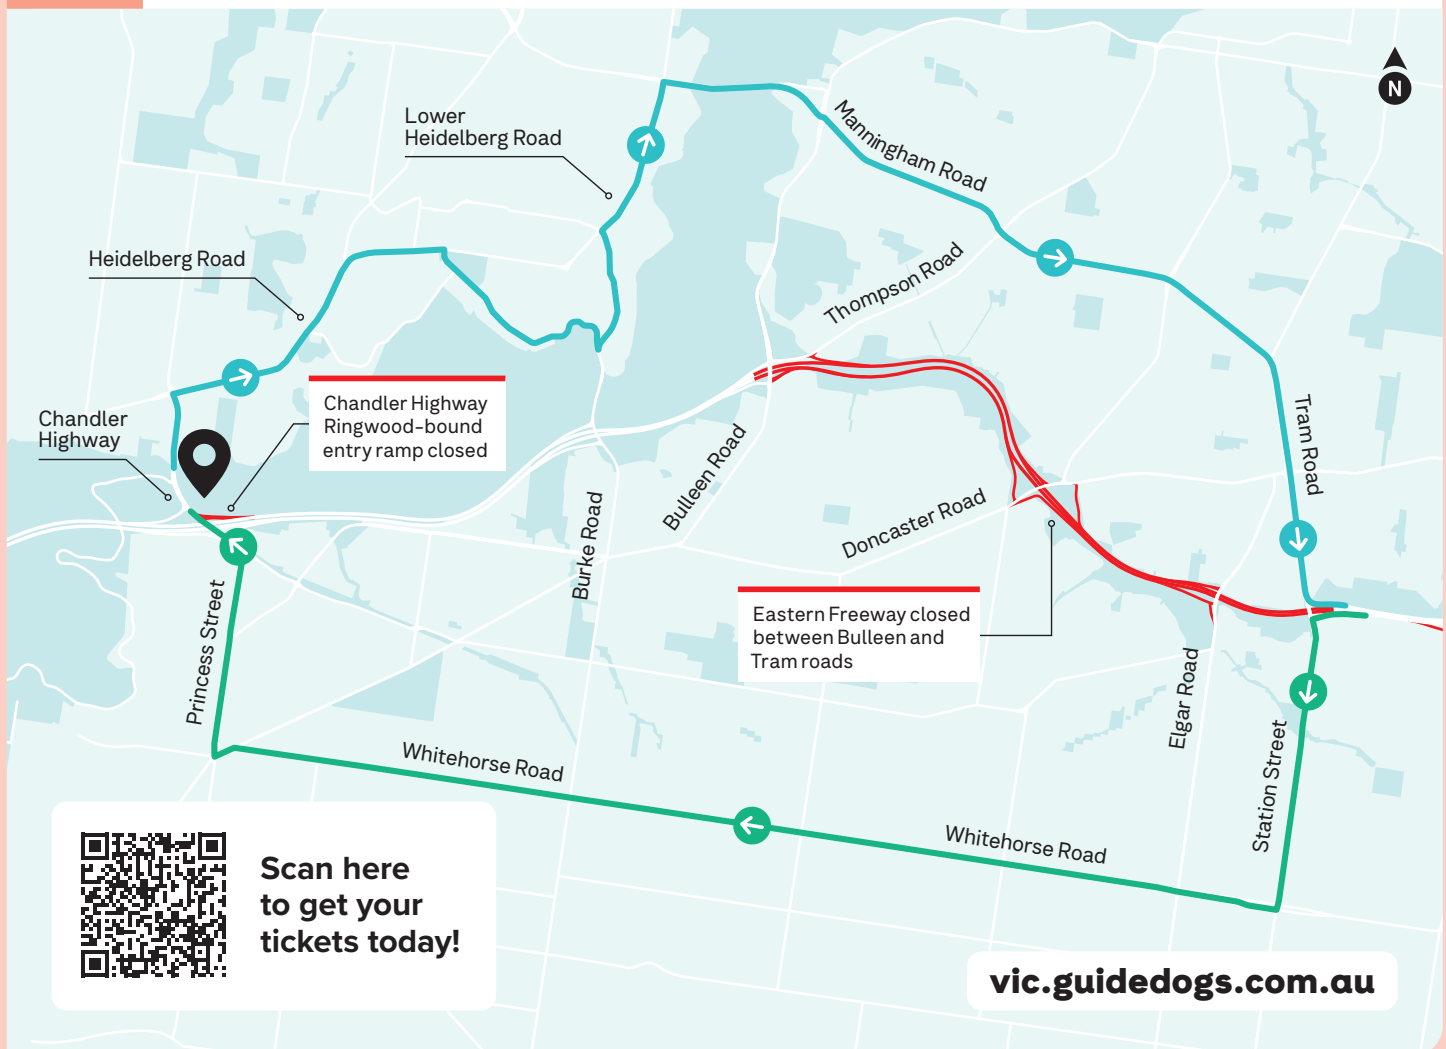 N
Lower
Heidelberg Road
Manningham Road
Heidelberg Road
Thompson Road
Chandler Highway
Ringwood-bound
entry ramp closed
Chandler
Highway
Tram Road
Bulleen Road
Burke Road
Doncaster Road
Eastern Freeway closed
between Bulleen and
Tram roads
Princess Street
Elgar Road
Station Street
Whitehorse Road
Whitehorse Road
Scan here
to get your
tickets today!
vic.guidedogs.com.au